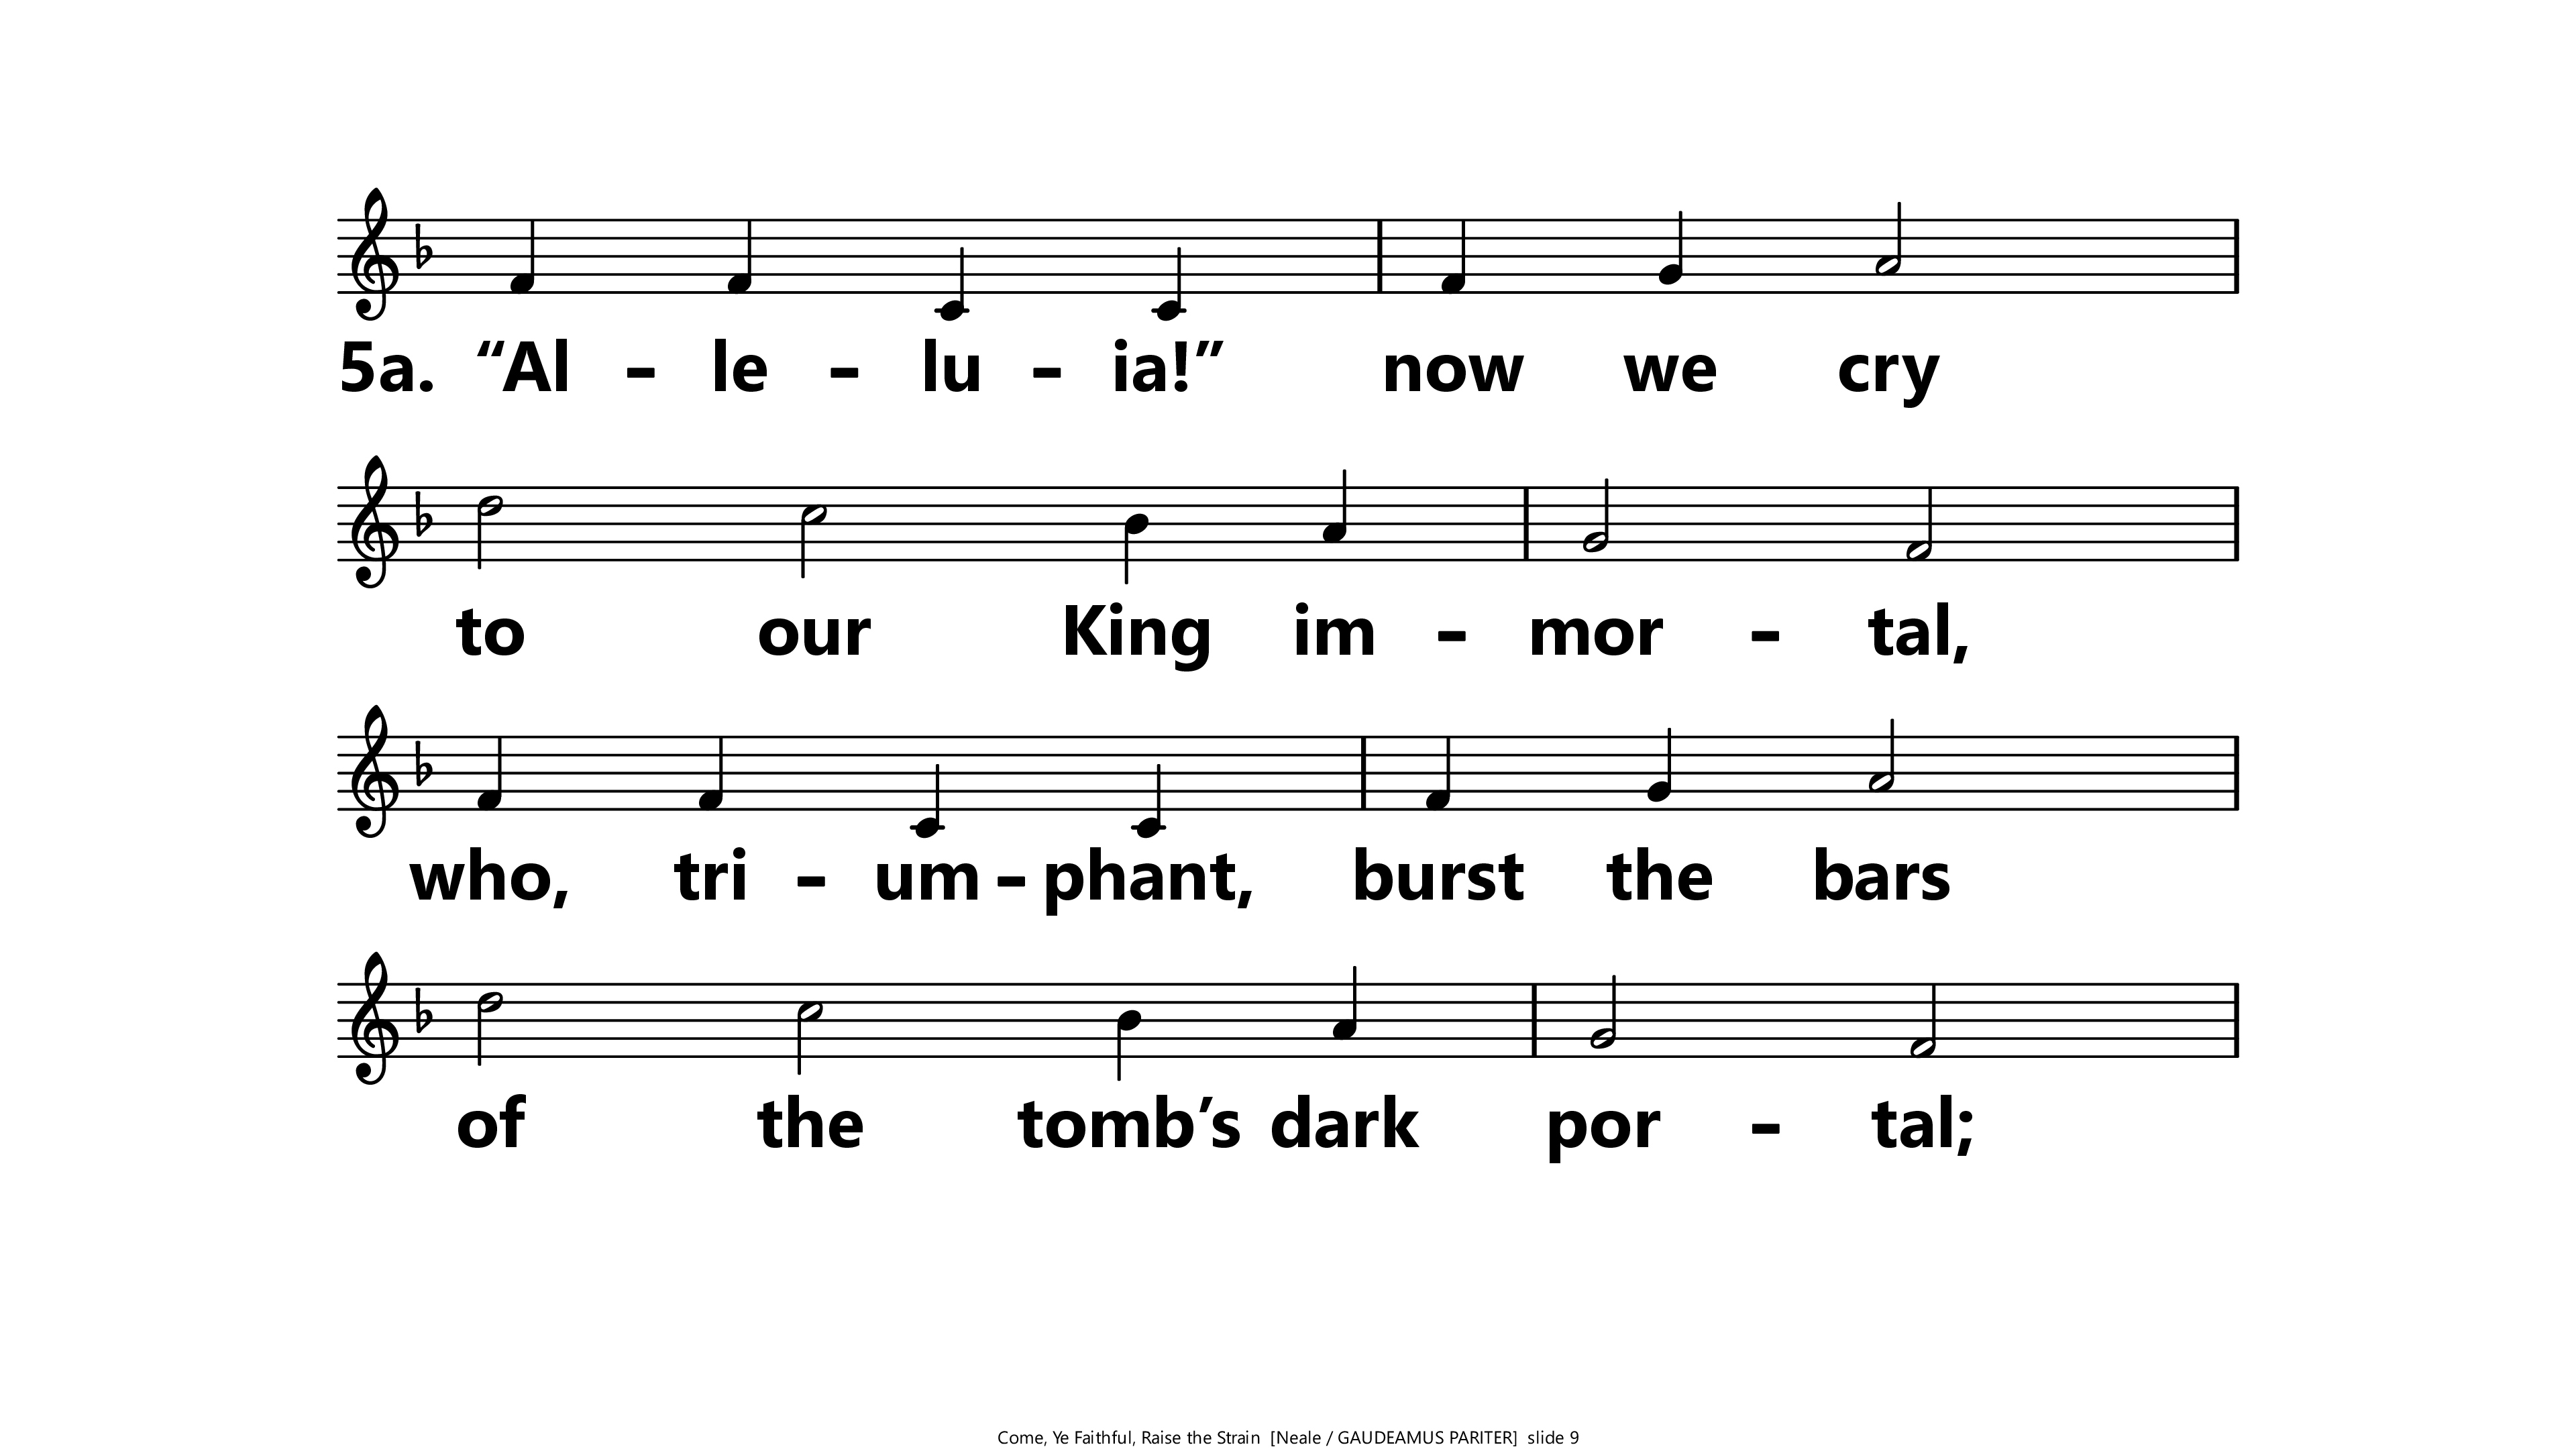 5a. “Al - le - lu - ia!” now we cry
to our King im - mor - tal,
who, tri - um - phant, burst the bars
of the tomb’s dark por - tal;
Come, Ye Faithful, Raise the Strain [Neale / GAUDEAMUS PARITER] slide 9